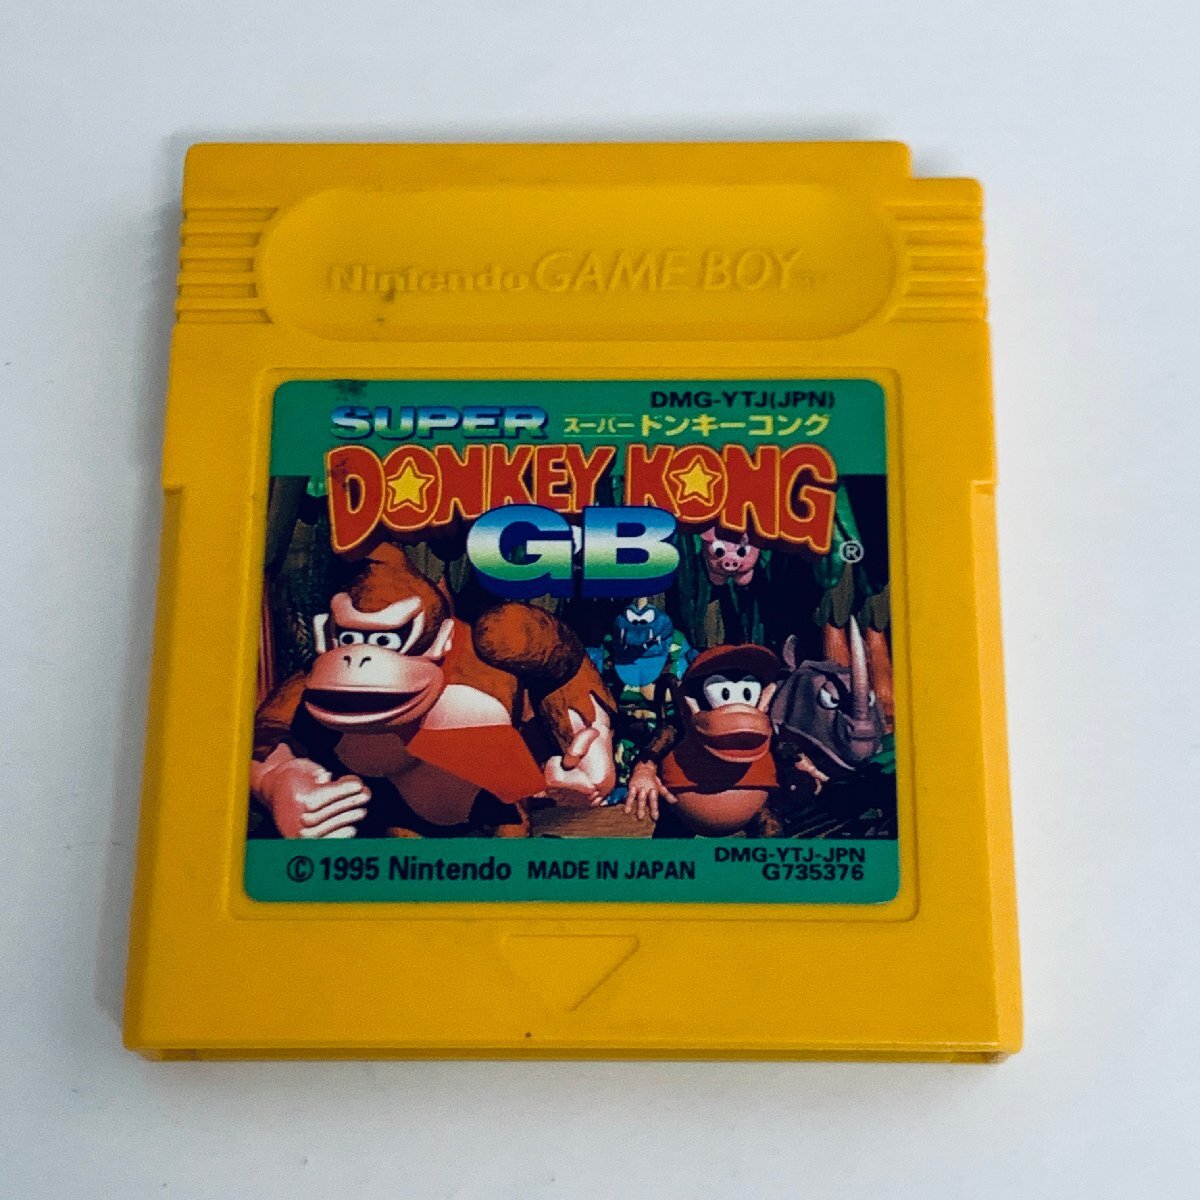 Nintendo GAME BOY
DMG-YTJ(JPN)
SUPER スーパードンキーコング
DONKEY KONG
G'B ®
© 1995 Nintendo MADE IN JAPAN DMG-YTJ-JPN
G735376